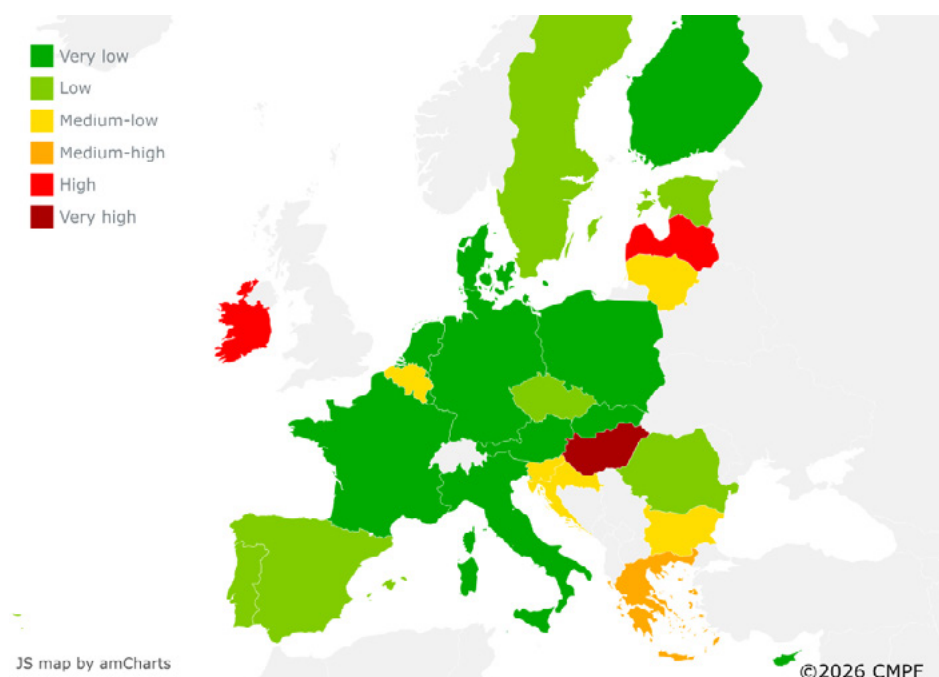 Very low
Low
Medium-low
Medium-high
High
Very high
JS map by amCharts
©2026 CMPF